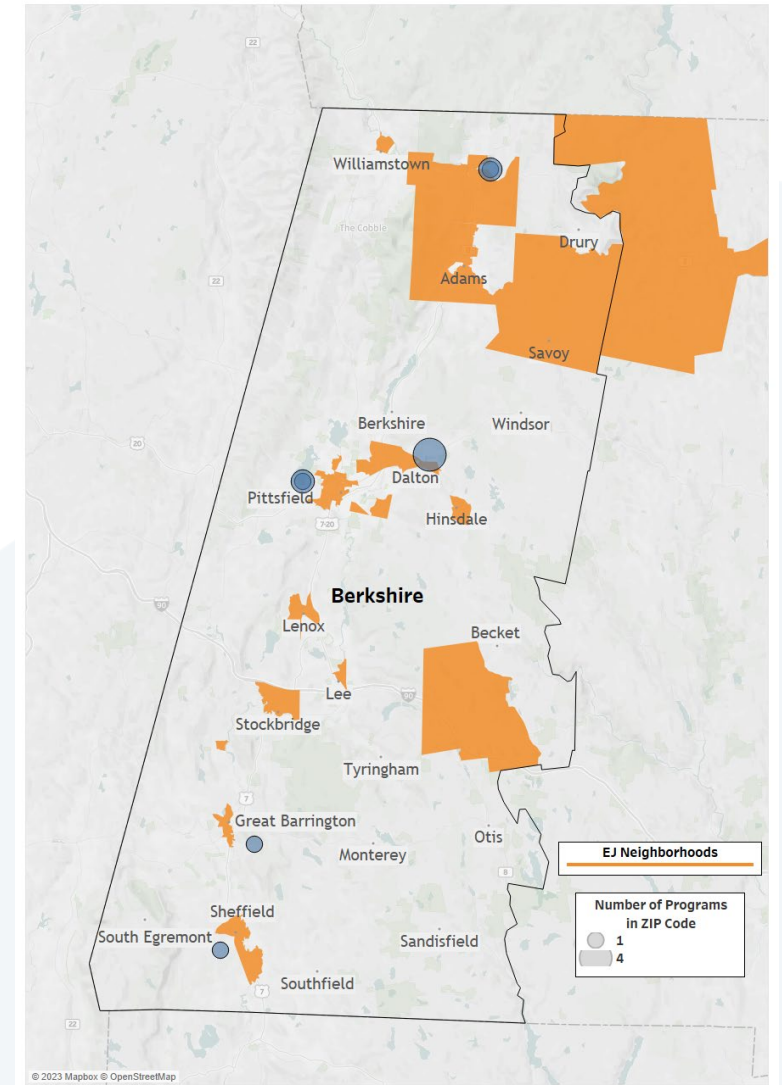 22
Williamstown
The Cobble
Drury
22
Adams
Savoy
Berkshire
Windsor
20
Dalton
Pittsfield
Hinsdale
7-20
Berkshire
90
Lenox
Becket
Lee
90
Stockbridge
Tyringham
7
Great Barrington
Otis
Monterey
EJ Neighborhoods
8
Number of Programs
in ZIP Code
1
4
Sheffield
South Egremont
Sandisfield
Southfield
7
22
© 2023 Mapbox © OpenStreetMap